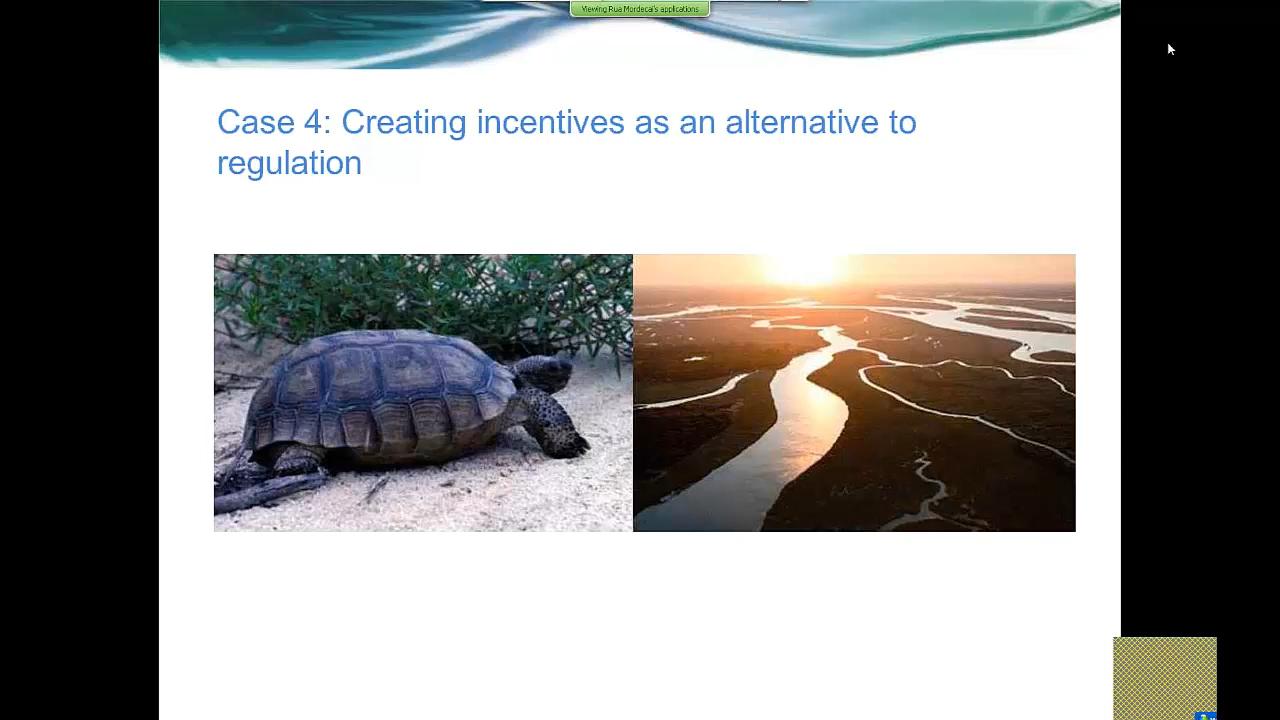 Viewing Rua Mordecai's applications
Case 4: Creating incentives as an alternative to
regulation